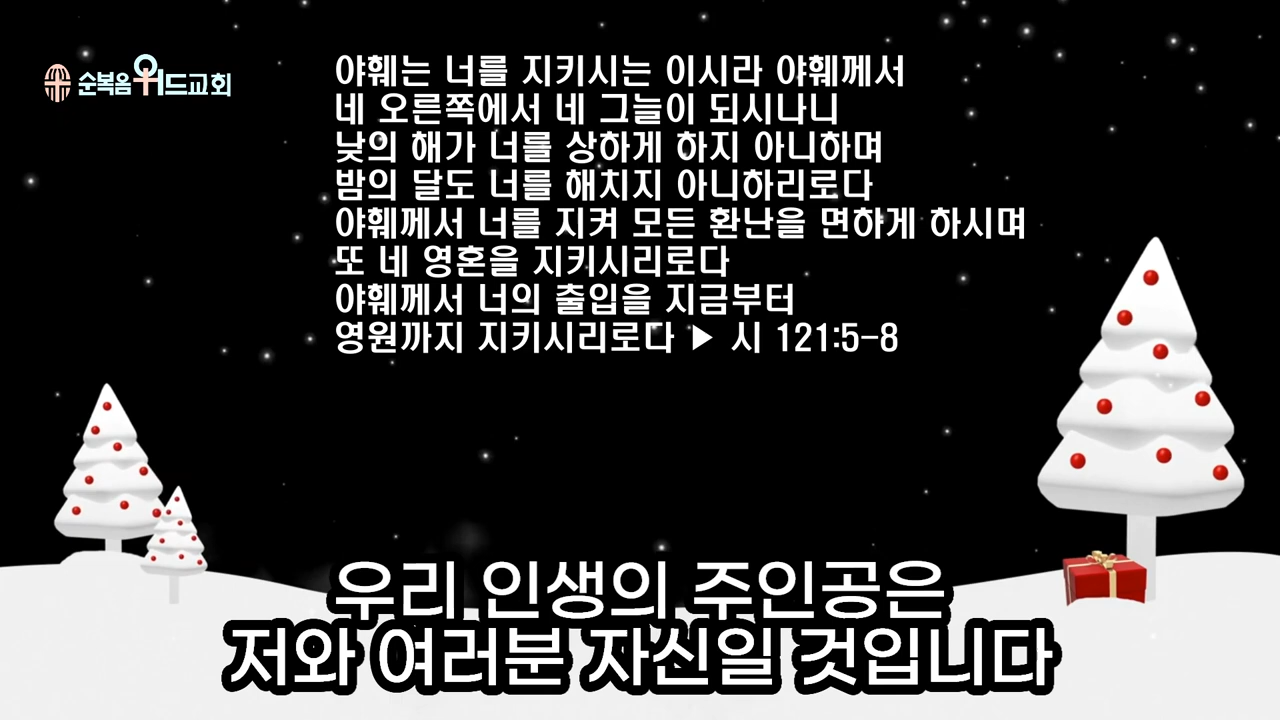 순복음워드교회
야훼는 너를 지키시는 이시라 야훼께서
네 오른쪽에서 네 그늘이 되시나니
낮의 해가 너를 상하게 하지 아니하며
밤의 달도 너를 해치지 아니하리로다
야훼께서 너를 지켜 모든 환난을 면하게 하시며
또 네 영혼을 지키시리로다
야훼께서 너의 출입을 지금부터
영원까지 지키시리로다 ▶ 시 121:5-8
우리 인생의 주인공은
저와 여러분 자신일 것입니다